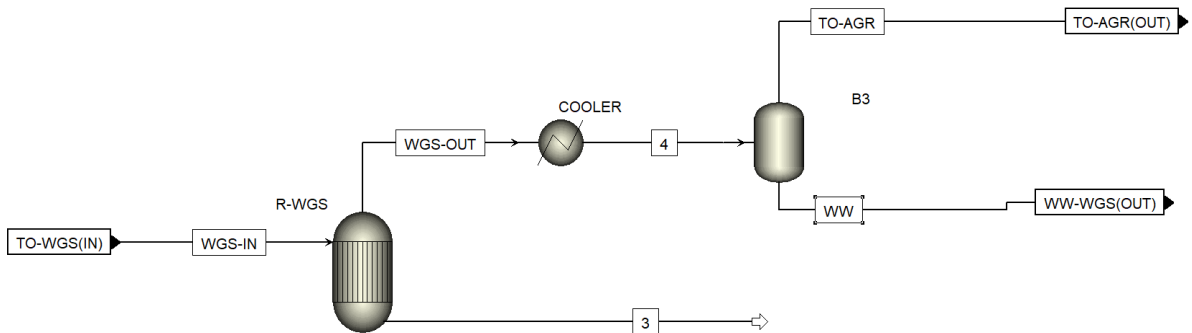 TO-AGR
TO-AGR(OUT)
B3
COOLER
WGS-OUT
4
WW
WW-WGS(OUT)
R-WGS
TO-WGS(IN)
WGS-IN
3